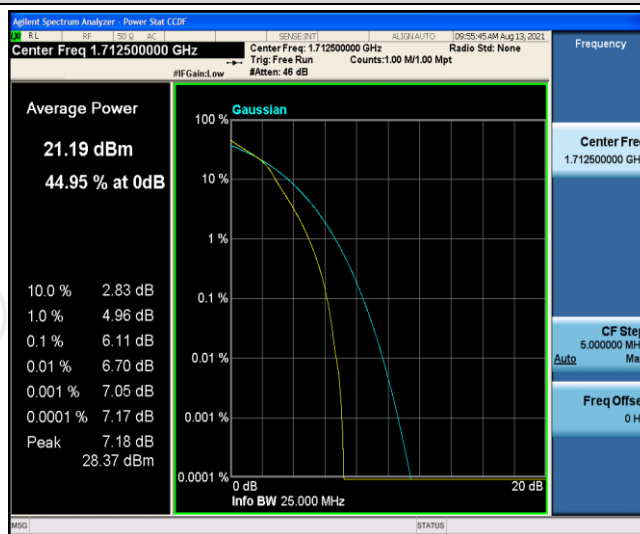 Agilent Spectrum Analyzer - Power Stat CCDF
RL RF 50 Ω AC SENSE:INT ALIGNAUTO 09:55:45 AM Aug 13, 2021
Center Freq 1.712500000 GHz
Center Freq: 1.712500000 GHz Radio Std: None
Trig: Free Run Counts:1.00 M/1.00 Mpt
#IFGain:Low #Atten: 46 dB
Frequency
Average Power
21.19 dBm
44.95 % at 0dB
10.0 % 2.83 dB
1.0 % 4.96 dB
0.1 % 6.11 dB
0.01 % 6.70 dB
0.001 % 7.05 dB
0.0001 % 7.17 dB
Peak 7.18 dB
28.37 dBm
Gaussian
100 %
10 %
1 %
0.1 %
0.01 %
0.001 %
0.0001 %
0 dB 20 dB
Info BW 25.000 MHz
Center Fre
1.712500000 GH
CF Ste
5.000000 MH
Auto Ma
Freq Offse
0 H
MSG STATUS